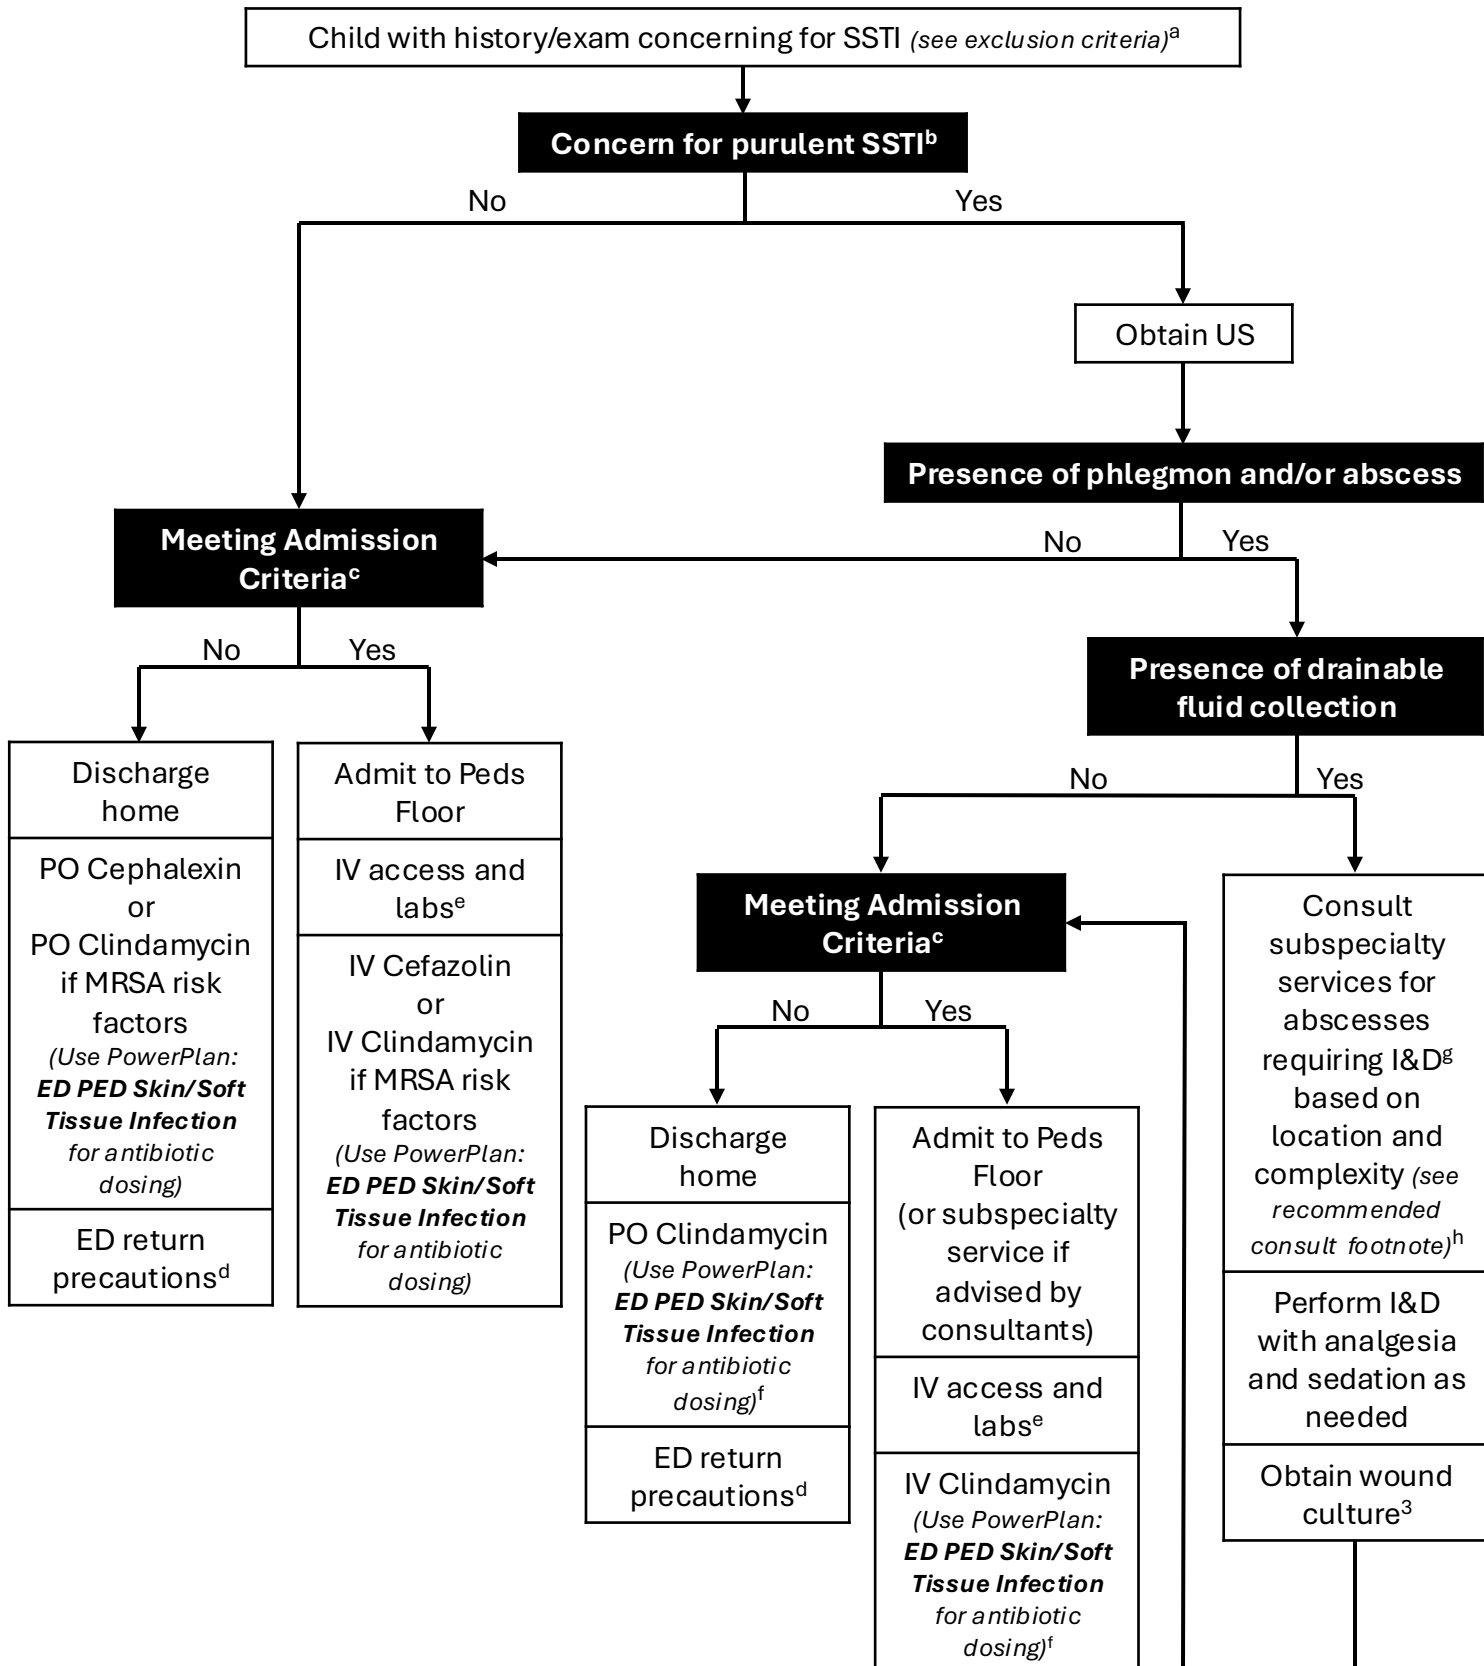 Child with history/exam concerning for SSTI (see exclusion criteria)ᵃ
Concern for purulent SSTIᵇ
No
Yes
Obtain US
Presence of phlegmon and/or abscess
No
Yes
Meeting Admission
Criteriaᶜ
No
Yes
Presence of drainable
fluid collection
No
Yes
Discharge
home
PO Cephalexin
or
PO Clindamycin
if MRSA risk
factors
(Use PowerPlan:
ED PED Skin/Soft
Tissue Infection
for antibiotic
dosing)
ED return
precautionsᵈ
Admit to Peds
Floor
IV access and
labsᵉ
IV Cefazolin
or
IV Clindamycin
if MRSA risk
factors
(Use PowerPlan:
ED PED Skin/Soft
Tissue Infection
for antibiotic
dosing)
Meeting Admission
Criteriaᶜ
No
Yes
Discharge
home
PO Clindamycin
(Use PowerPlan:
ED PED Skin/Soft
Tissue Infection
for antibiotic
dosing)ᶠ
ED return
precautionsᵈ
Admit to Peds
Floor
(or subspecialty
service if
advised by
consultants)
IV access and
labsᵉ
IV Clindamycin
(Use PowerPlan:
ED PED Skin/Soft
Tissue Infection
for antibiotic
dosing)ᶠ
Consult
subspecialty
services for
abscesses
requiring I&Dᵍ
based on
location and
complexity (see
recommended
consult footnote)ʰ
Perform I&D
with analgesia
and sedation as
needed
Obtain wound
culture³